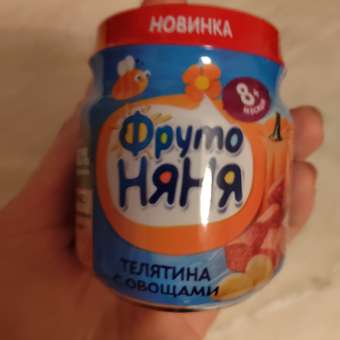 НОВИНКА
8+
месяцев
Фруто
НЯНЯ
ТЕЛЯТИНА
С ОВОЩАМИ